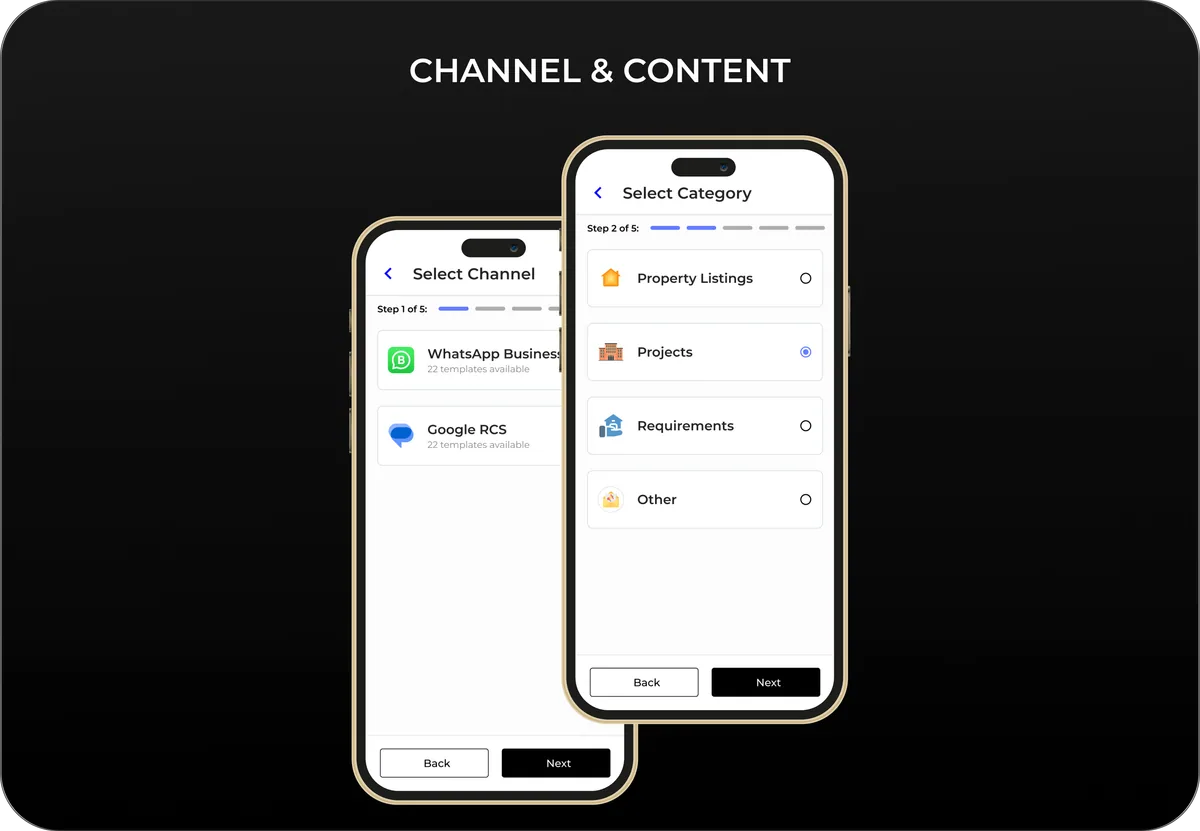 CHANNEL & CONTENT
Select Channel
Step 1 of 5:
WhatsApp Business
22 templates available
Google RCS
22 templates available
Back
Next
Select Category
Step 2 of 5:
Property Listings
Projects
Requirements
Other
Back
Next